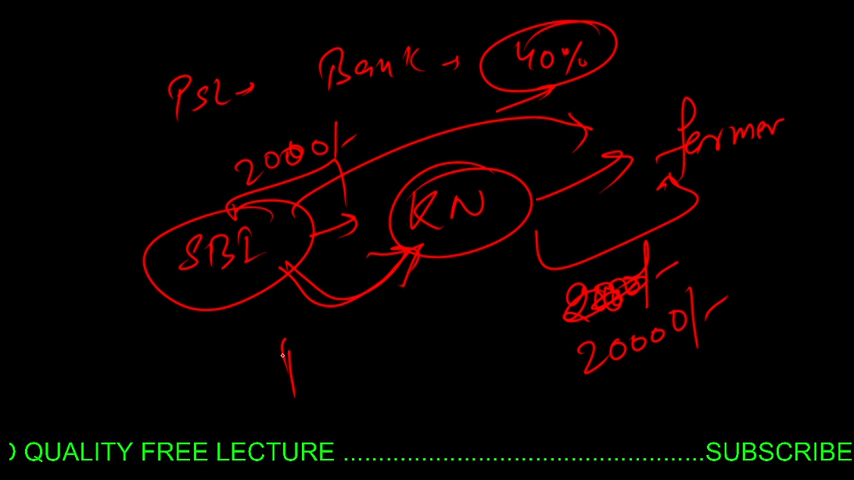 PSL → Bank → 40%
2000/-
farmer
SBI
KN
20000/-
) QUALITY FREE LECTURE ....................................................SUBSCRIBE